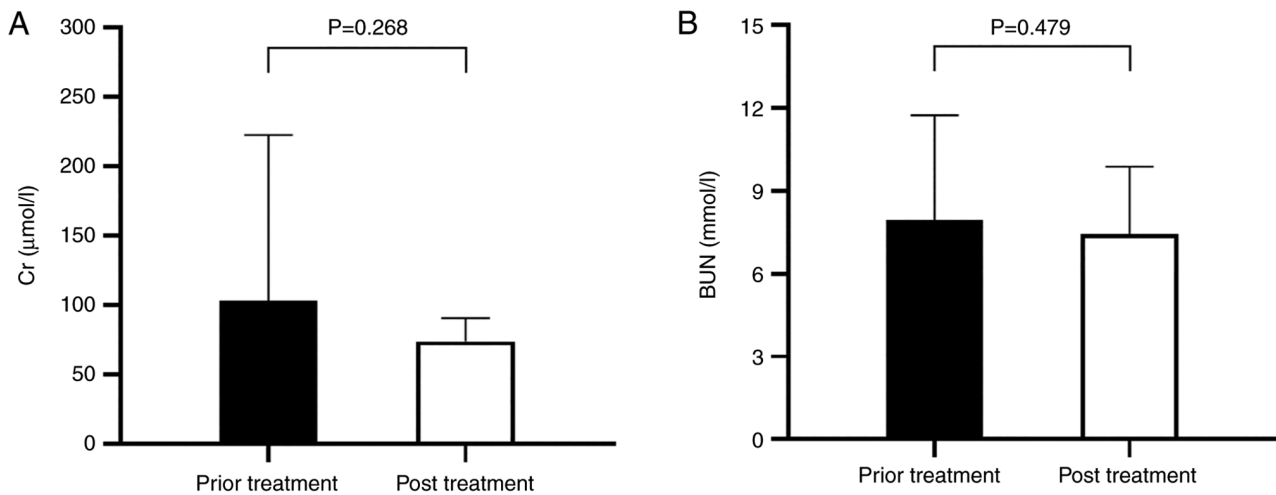 A
P=0.268
300
250
200
150
100
50
0
Cr (μmol/l)
Prior treatment
Post treatment
B
P=0.479
15
12
9
6
3
0
BUN (mmol/l)
Prior treatment
Post treatment